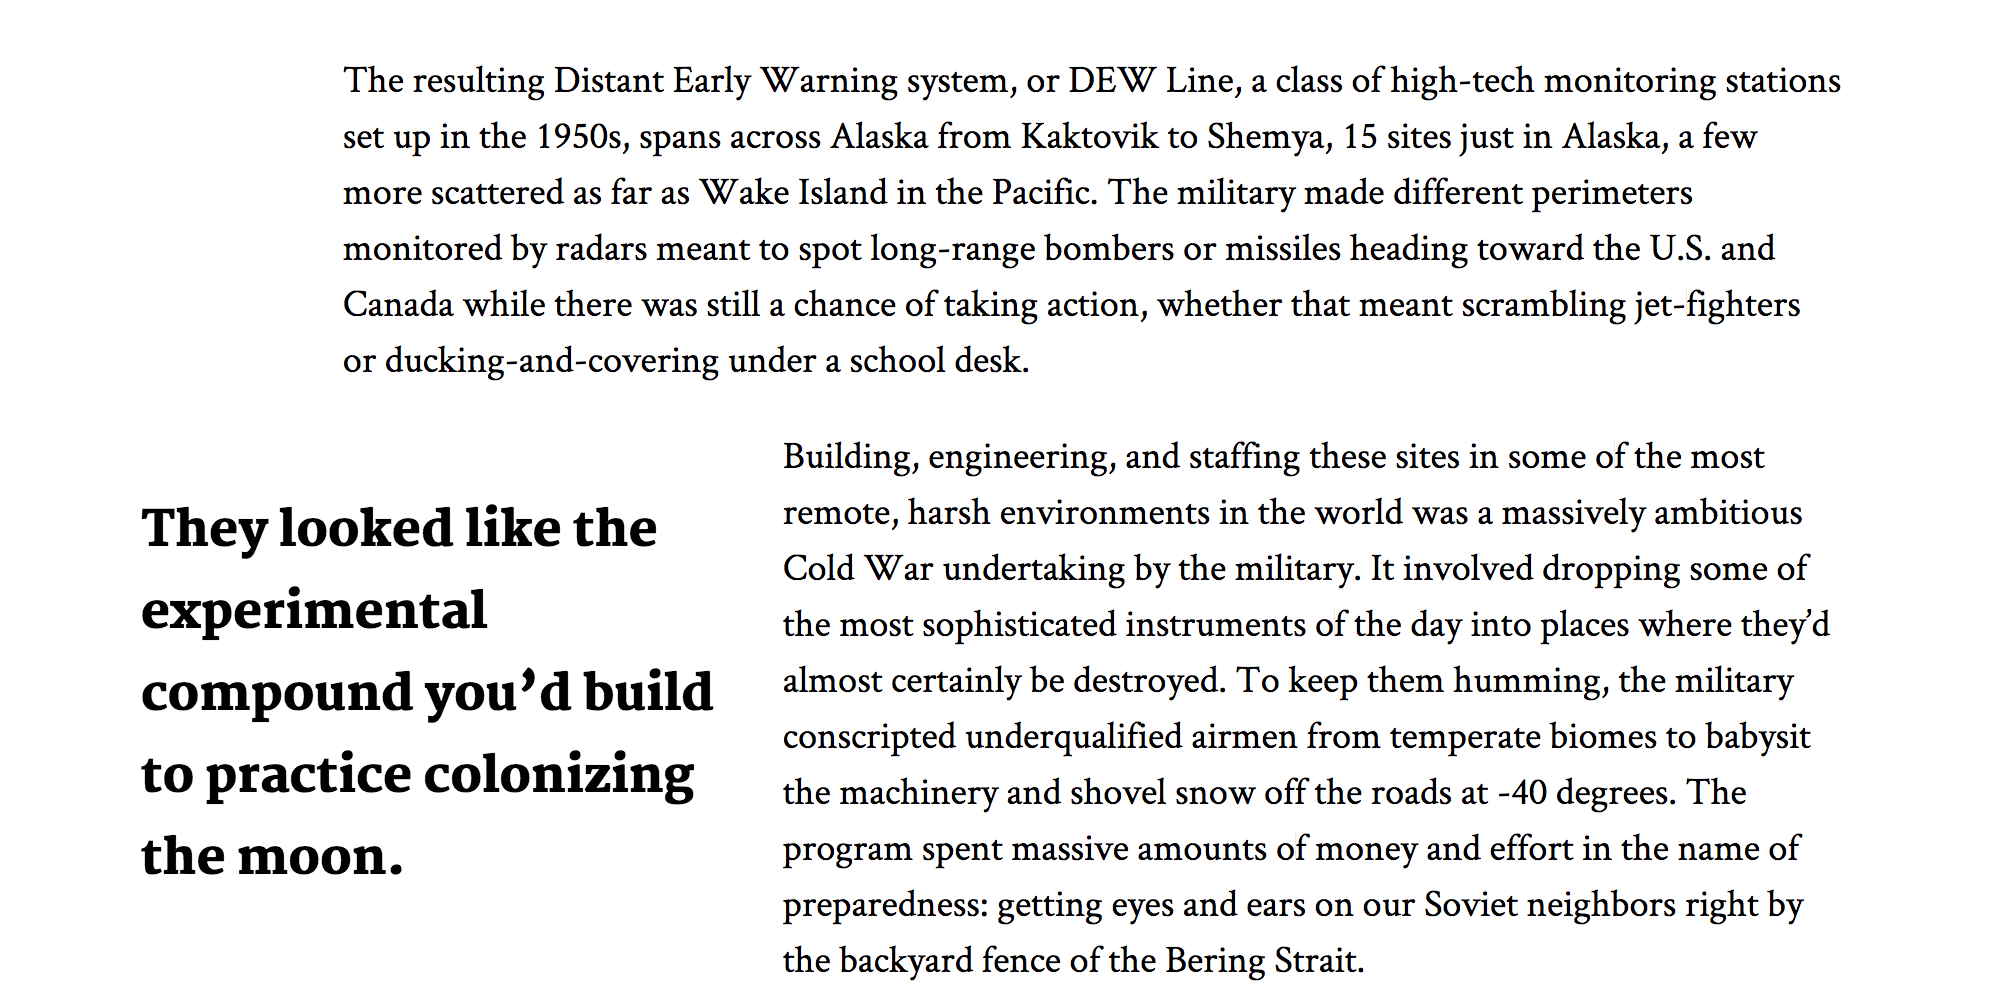 The resulting Distant Early Warning system, or DEW Line, a class of high-tech monitoring stations
set up in the 1950s, spans across Alaska from Kaktovik to Shemya, 15 sites just in Alaska, a few
more scattered as far as Wake Island in the Pacific. The military made different perimeters
monitored by radars meant to spot long-range bombers or missiles heading toward the U.S. and
Canada while there was still a chance of taking action, whether that meant scrambling jet-fighters
or ducking-and-covering under a school desk.
They looked like the
experimental
compound you’d build
to practice colonizing
the moon.
Building, engineering, and staffing these sites in some of the most
remote, harsh environments in the world was a massively ambitious
Cold War undertaking by the military. It involved dropping some of
the most sophisticated instruments of the day into places where they’d
almost certainly be destroyed. To keep them humming, the military
conscripted underqualified airmen from temperate biomes to babysit
the machinery and shovel snow off the roads at -40 degrees. The
program spent massive amounts of money and effort in the name of
preparedness: getting eyes and ears on our Soviet neighbors right by
the backyard fence of the Bering Strait.